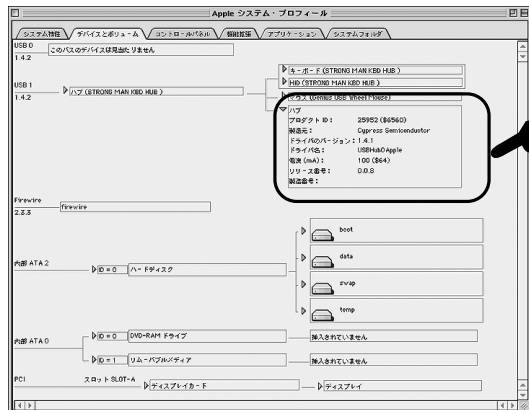 Apple システム・プロフィール
システム特性
デバイスとボリューム
コントロールパネル
機能拡張
アプリケーション
システムフォルダ
USB 0
1.4.2
このバスのデバイスは見当たりません
USB 1
1.4.2
ハブ (STRONG MAN KBD HUB )
キーボード (STRONG MAN KBD HUB )
HID (STRONG MAN KBD HUB )
マウス (Genius USB Wheel Mouse)
ハブ
プロダクト ID： 25952 ($6560)
製造元： Cypress Semiconductor
ドライバのバージョン：1.4.1
ドライバ名： USBHub0Apple
電流 (mA)： 100 ($64)
リリース番号： 0.0.8
製造番号：
Firewire
2.3.3
firewire
内部 ATA 2
ID = 0
ハードディスク
boot
data
swap
temp
内部 ATA 0
ID = 0
DVD-RAM ドライブ
挿入されていません
ID = 1
リムーバブルメディア
挿入されていません
PCI
スロット SLOT-A
ディスプレイカード
ディスプレイ